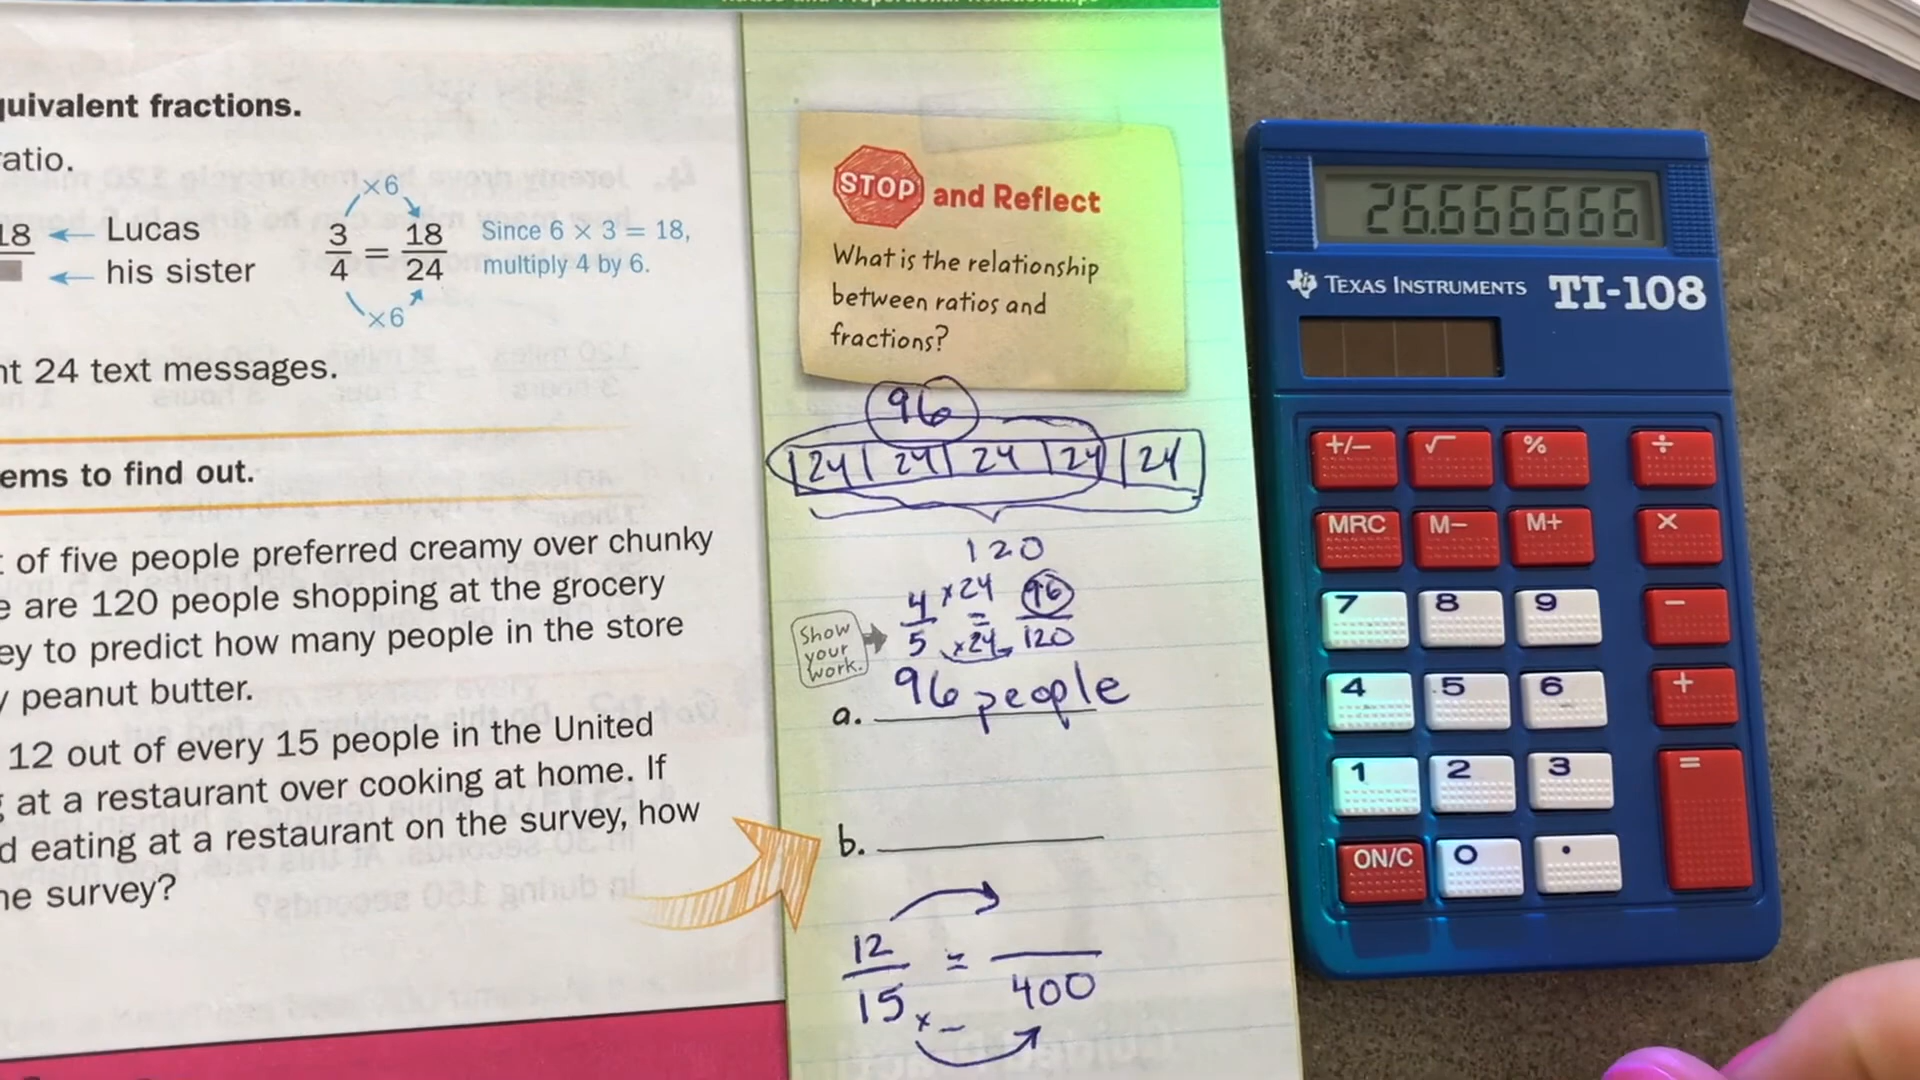 quivalent fractions.
atio.
×6
18 Lucas
his sister
3/4 = 18/24
Since 6 × 3 = 18,
multiply 4 by 6.
×6
nt 24 text messages.
ems to find out.
of five people preferred creamy over chunky
e are 120 people shopping at the grocery
ey to predict how many people in the store
y peanut butter.
12 out of every 15 people in the United
g at a restaurant over cooking at home. If
d eating at a restaurant on the survey, how
he survey?
STOP and Reflect
What is the relationship
between ratios and
fractions?
96
24 24 24 24 24
120
4/5 ×24 = ×24 96/120
Show
your
work.
96 people
a.
b.
12/15 = /400
×
26.666666
TEXAS INSTRUMENTS TI-108
+/- √ % ÷
MRC M− M+ ×
7 8 9 −
4 5 6 +
1 2 3 =
ON/C 0 .